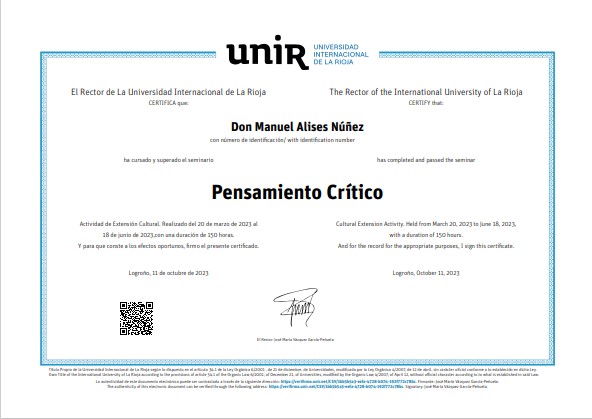 unir UNIVERSIDAD
INTERNACIONAL
DE LA RIOJA
El Rector de La Universidad Internacional de La Rioja
CERTIFICA que:
The Rector of the International University of La Rioja
CERTIFY that:
Don Manuel Alises Núñez
con número de identificación/ with identification number
ha cursado y superado el seminario
has completed and passed the seminar
Pensamiento Crítico
Actividad de Extensión Cultural. Realizado del 20 de marzo de 2023 al
18 de junio de 2023,con una duración de 150 horas.
Y para que conste a los efectos oportunos, firmo el presente certificado.
Cultural Extension Activity. Held from March 20, 2023 to June 18, 2023,
with a duration of 150 hours.
And for the record for the appropriate purposes, I sign this certificate.
Logroño, 11 de octubre de 2023
Logroño, October 11, 2023
El Rector: José María Vázquez García-Peñuela